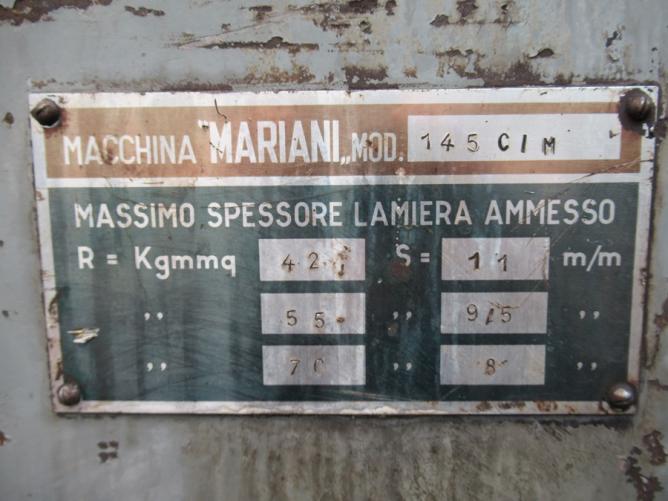 MACCHINA "MARIANI„ MOD. 145 C/M
MASSIMO SPESSORE LAMIERA AMMESSO
R = Kgmmq 42 S = 11 m/m
„ 55 „ 9/5 „
„ 70 „ 8 „